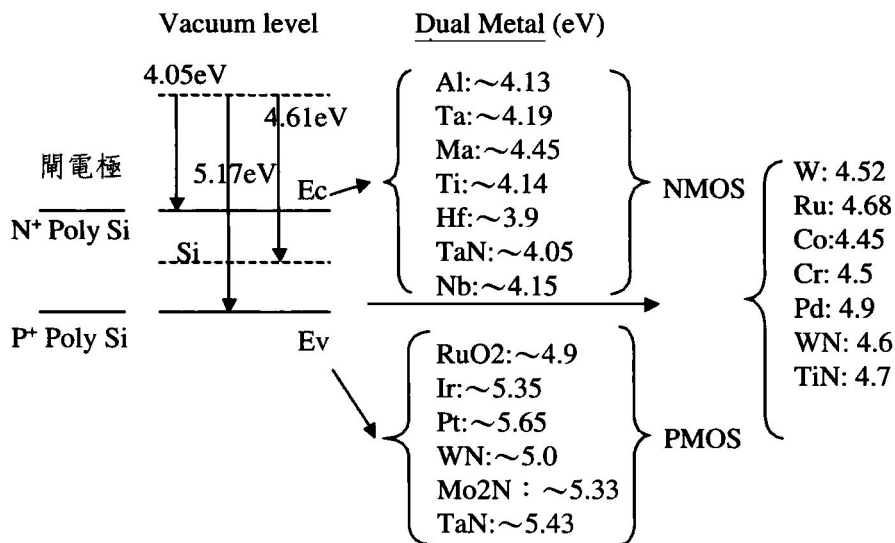 Vacuum level
Dual Metal (eV)
4.05eV
4.61eV
5.17eV
閘電極
Ec
N⁺ Poly Si
Si
P⁺ Poly Si
Ev
Al:~4.13
Ta:~4.19
Ma:~4.45
Ti:~4.14
Hf:~3.9
TaN:~4.05
Nb:~4.15
NMOS
RuO2:~4.9
Ir:~5.35
Pt:~5.65
WN:~5.0
Mo2N：~5.33
TaN:~5.43
PMOS
W: 4.52
Ru: 4.68
Co:4.45
Cr: 4.5
Pd: 4.9
WN: 4.6
TiN: 4.7